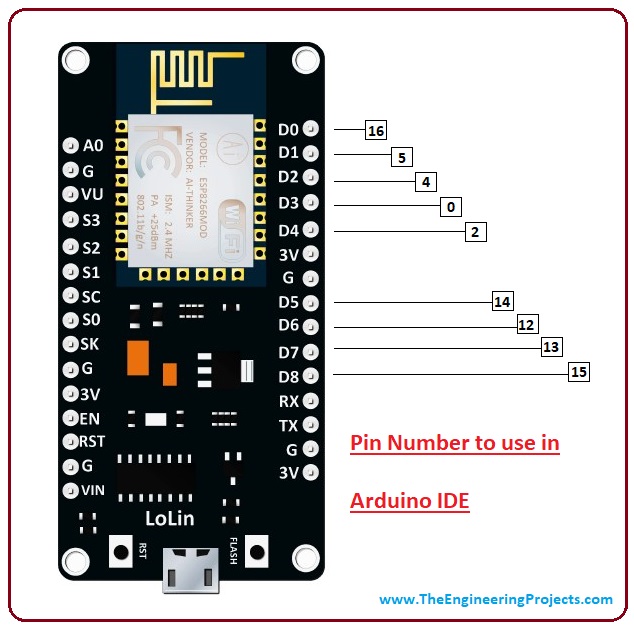 A0
G
VU
S3
S2
S1
SC
S0
SK
G
3V
EN
RST
G
VIN
MODEL: ESP8266MOD
VENDOR: AI-THINKER
ISM: 2.4 MHZ
PA +25dBm
802.11b/g/n
FC
Ai
WiFi
D0 16
D1 5
D2 4
D3 0
D4 2
3V
G
D5 14
D6 12
D7 13
D8 15
RX
TX
G
3V
LoLin
RST
FLASH
Pin Number to use in
Arduino IDE
www.TheEngineeringProjects.com